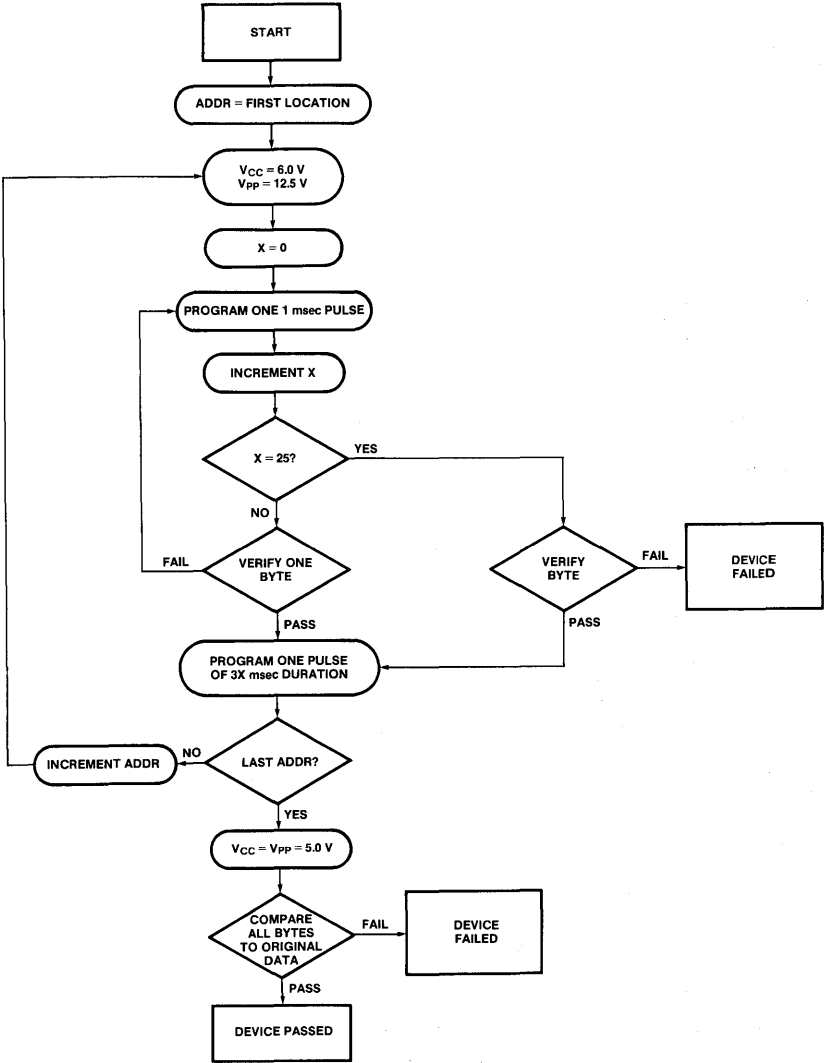 START
ADDR = FIRST LOCATION
VCC = 6.0 V
VPP = 12.5 V
X = 0
PROGRAM ONE 1 msec PULSE
INCREMENT X
X = 25?
YES
NO
VERIFY ONE
BYTE
FAIL
PASS
VERIFY
BYTE
FAIL
PASS
DEVICE
FAILED
PROGRAM ONE PULSE
OF 3X msec DURATION
LAST ADDR?
NO
INCREMENT ADDR
YES
VCC = VPP = 5.0 V
COMPARE
ALL BYTES
TO ORIGINAL
DATA
FAIL
DEVICE
FAILED
PASS
DEVICE PASSED